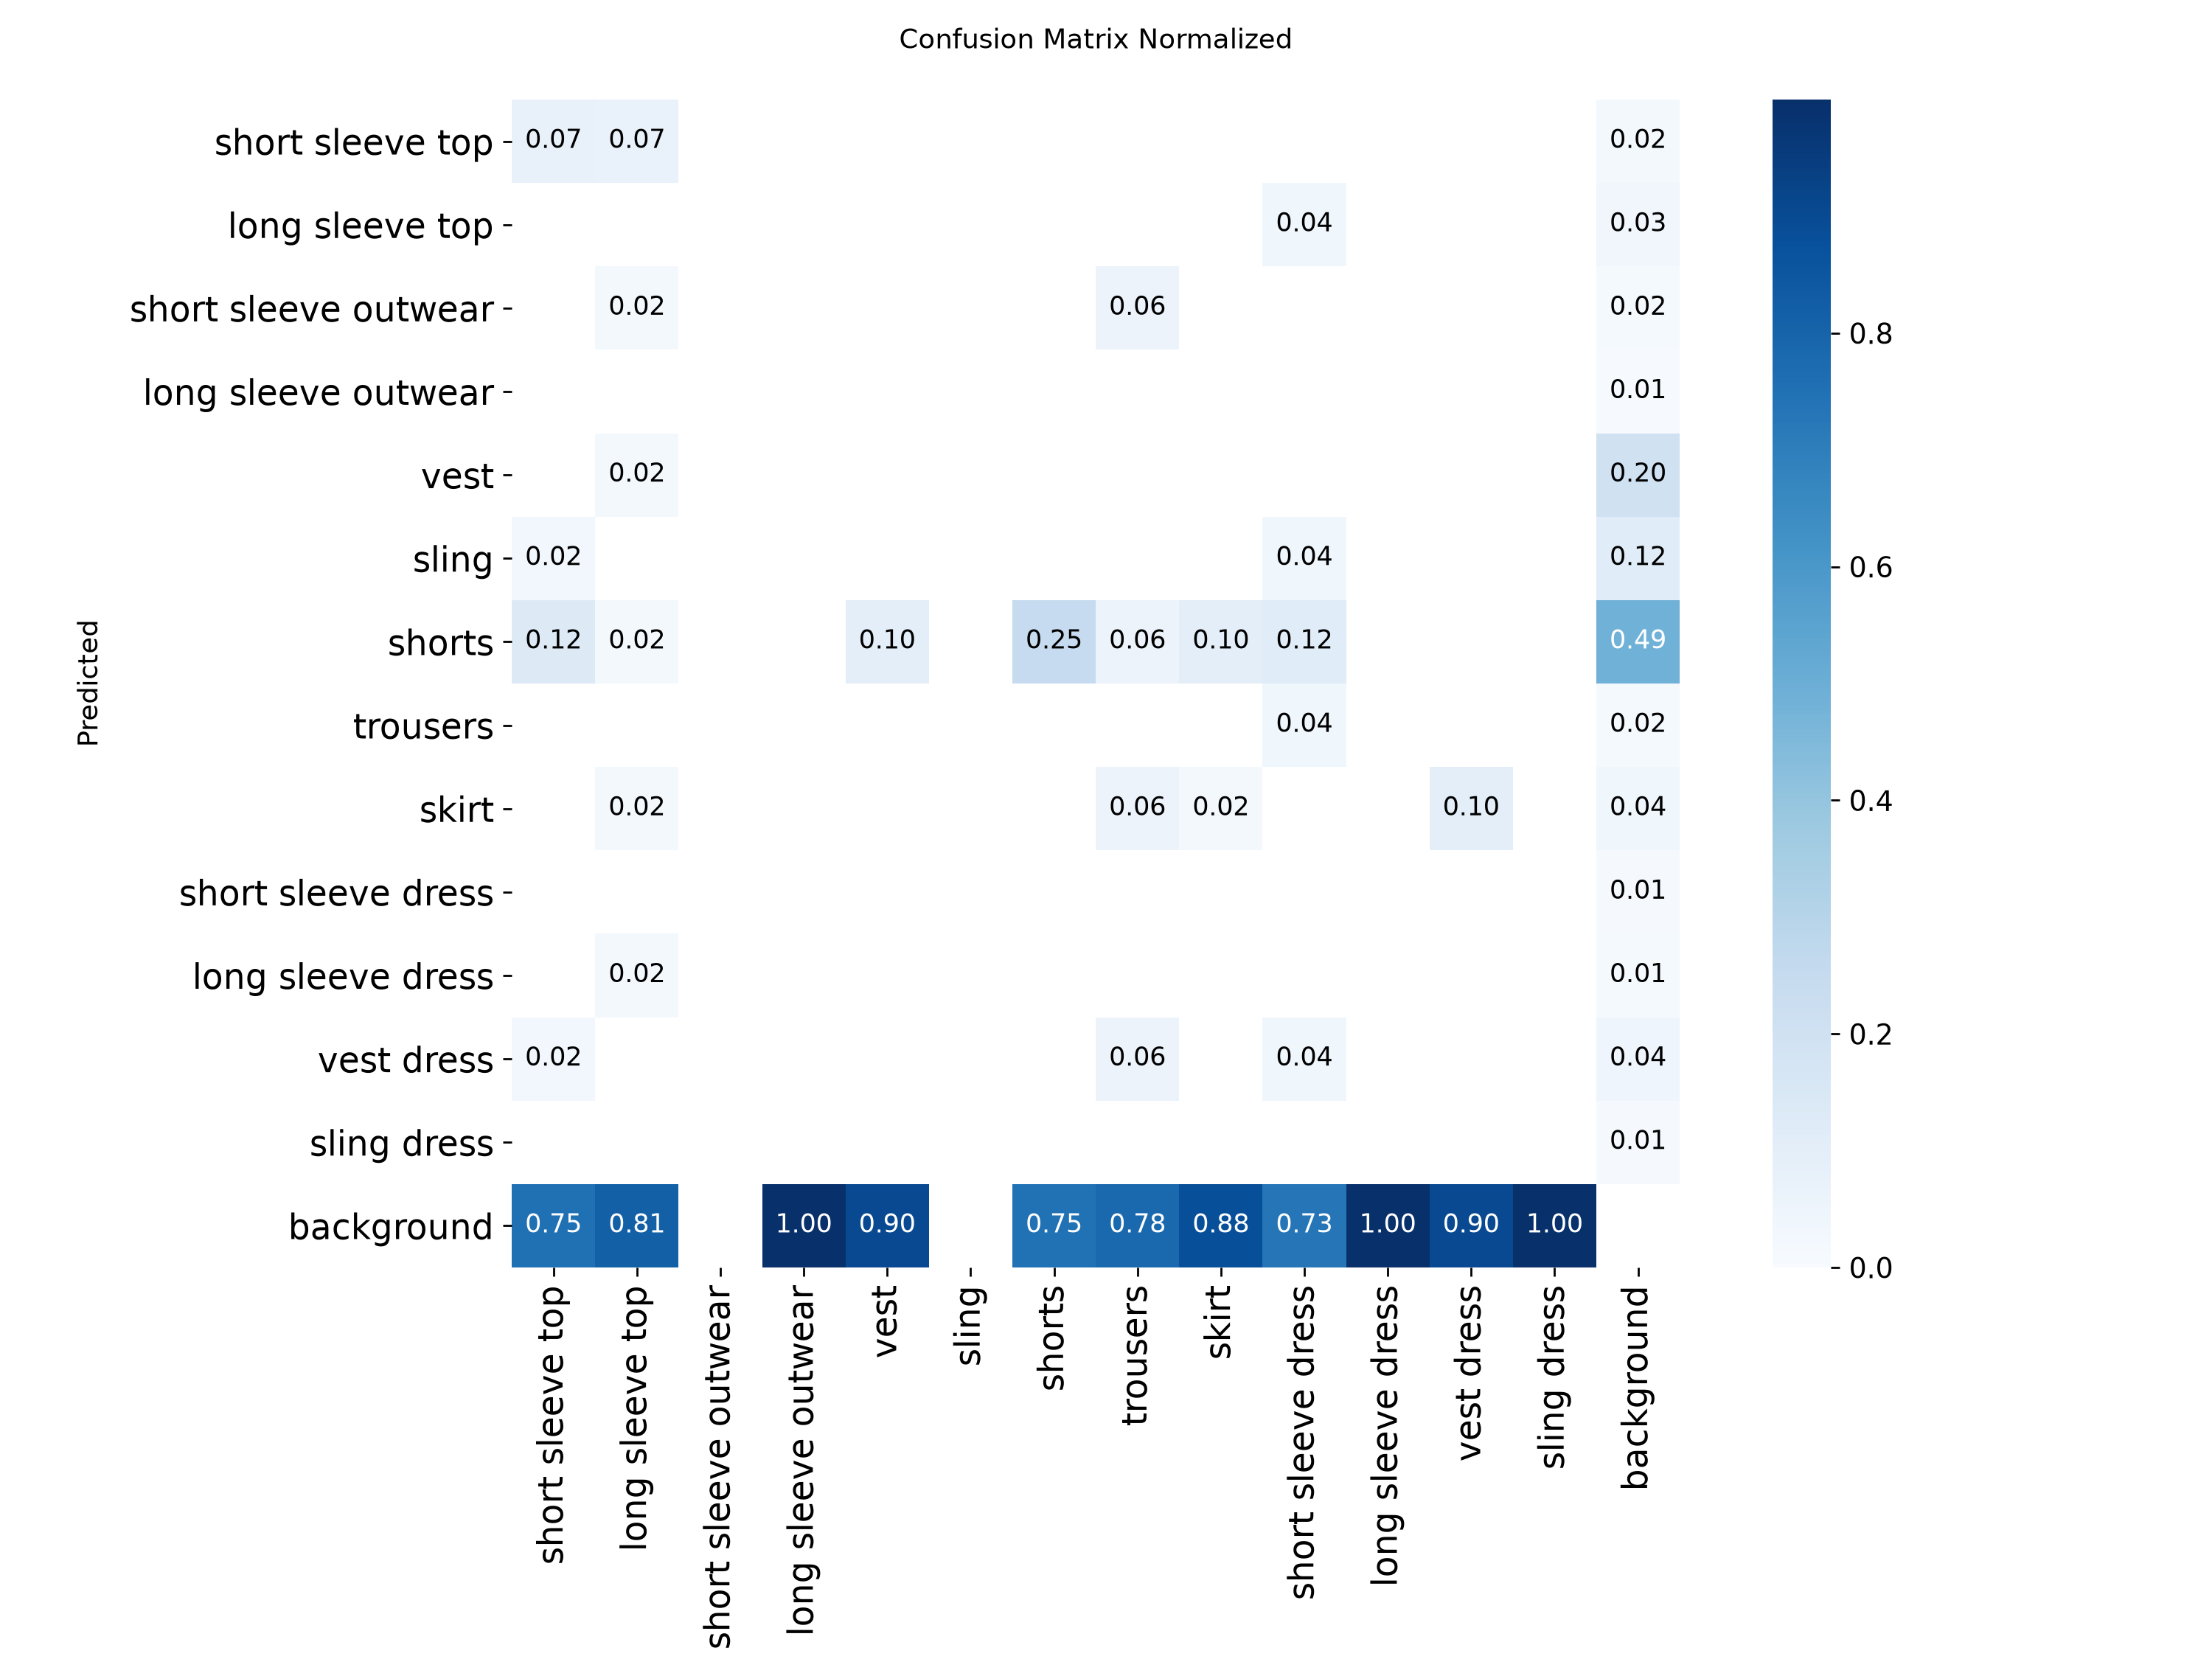 Confusion Matrix Normalized
short sleeve top 0.07 0.07 0.02
long sleeve top 0.04 0.03
short sleeve outwear 0.02 0.06 0.02
0.8
long sleeve outwear 0.01
vest 0.02 0.20
sling 0.02 0.04 0.12
0.6
Predicted
shorts 0.12 0.02 0.10 0.25 0.06 0.10 0.12 0.49
trousers 0.04 0.02
skirt 0.02 0.06 0.02 0.10 0.04
0.4
short sleeve dress 0.01
long sleeve dress 0.02 0.01
vest dress 0.02 0.06 0.04 0.04
0.2
sling dress 0.01
background 0.75 0.81 1.00 0.90 0.75 0.78 0.88 0.73 1.00 0.90 1.00
0.0
short sleeve top
long sleeve top
short sleeve outwear
long sleeve outwear
vest
sling
shorts
trousers
skirt
short sleeve dress
long sleeve dress
vest dress
sling dress
background